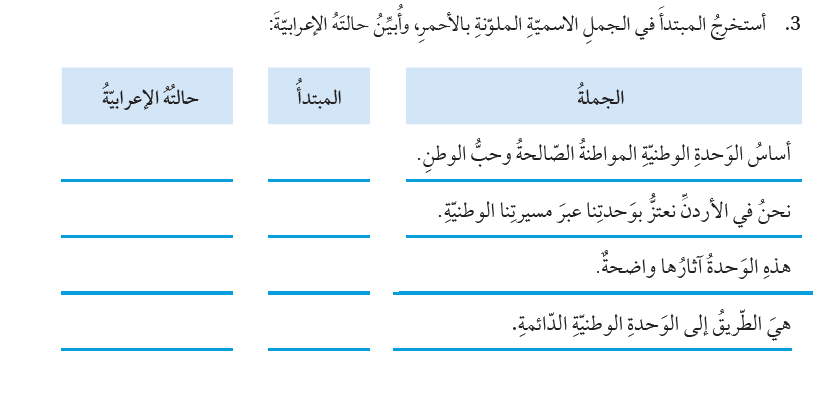 3. أستخرجُ المبتدأَ في الجملِ الاسميّةِ الملوّنةِ بالأحمرِ، وأُبيِّنُ حالتَهُ الإعرابيّةَ:
الجملةُ المبتدأُ حالتُهُ الإعرابيّةُ
أساسُ الوَحدةِ الوطنيّةِ المواطنةُ الصّالحةُ وحبُّ الوطنِ.
نحنُ في الأردنِّ نعتزُّ بوَحدتِنا عبرَ مسيرتِنا الوطنيّةِ.
هذهِ الوَحدةُ آثارُها واضحةٌ.
هيَ الطّريقُ إلى الوَحدةِ الوطنيّةِ الدّائمةِ.